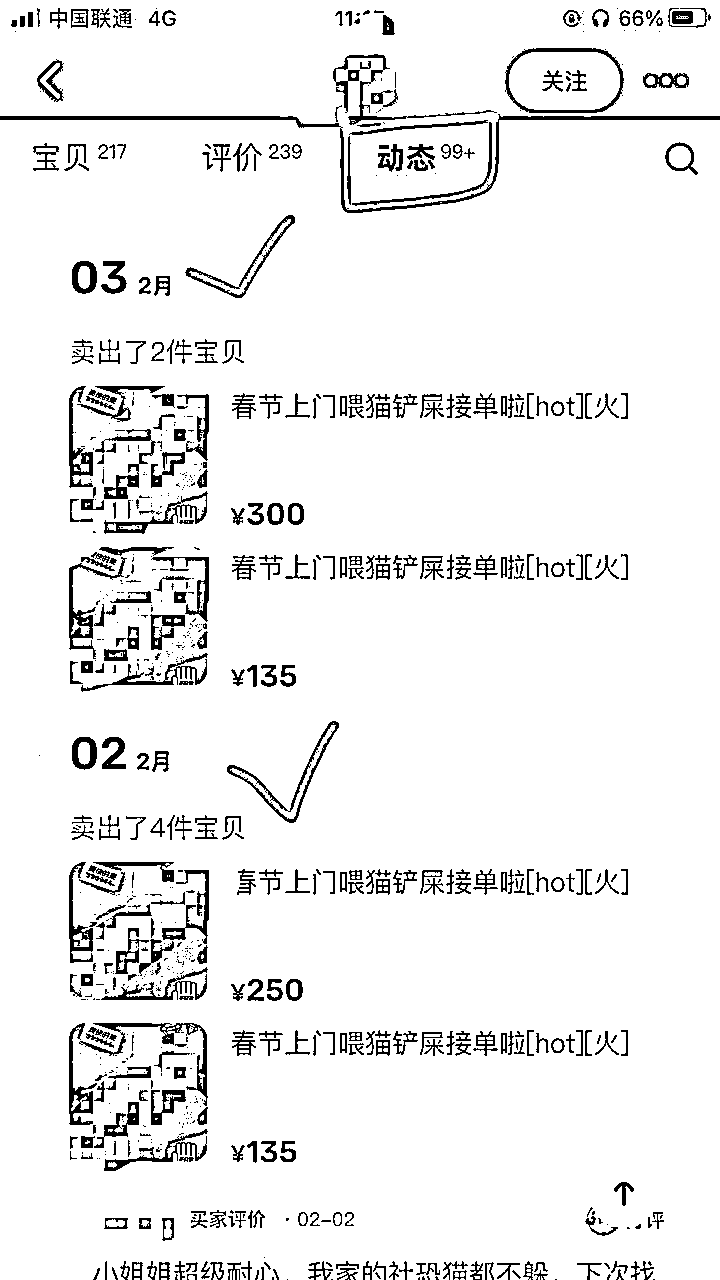 中国联通 4G
66%
关注
宝贝 217 评价 239 动态 99+
03 2月
卖出了2件宝贝
春节上门喂猫铲屎接单啦[hot][火]
¥300
春节上门喂猫铲屎接单啦[hot][火]
¥135
02 2月
卖出了4件宝贝
春节上门喂猫铲屎接单啦[hot][火]
¥250
春节上门喂猫铲屎接单啦[hot][火]
¥135
买家评价 · 02-02
小姐姐超级耐心，我家的社恐猫都不躲，下次找